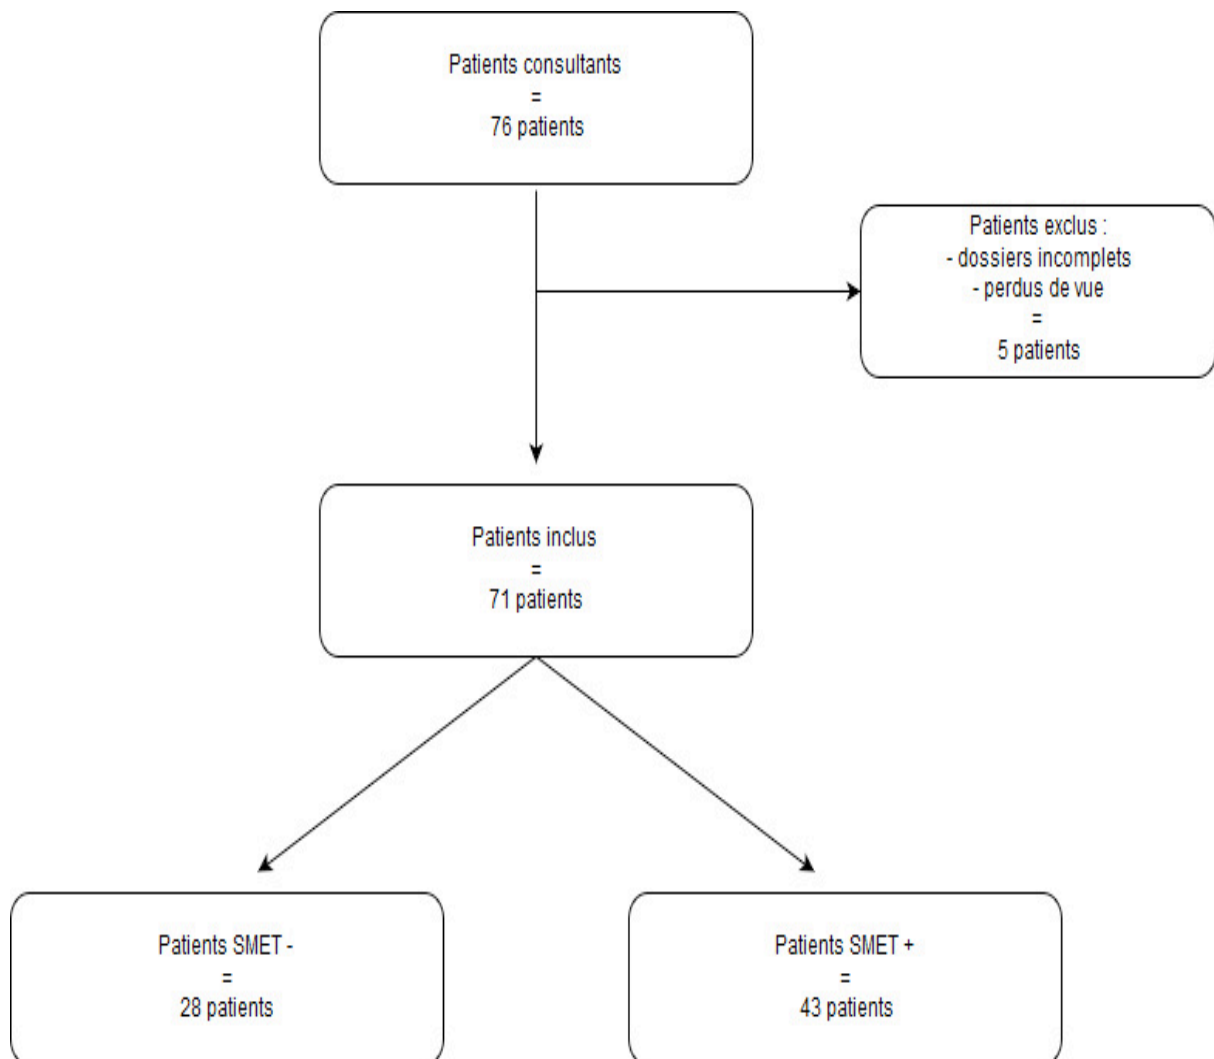 Patients consultants
=
76 patients
Patients exclus :
- dossiers incomplets
- perdus de vue
=
5 patients
Patients inclus
=
71 patients
Patients SMET -
=
28 patients
Patients SMET +
=
43 patients